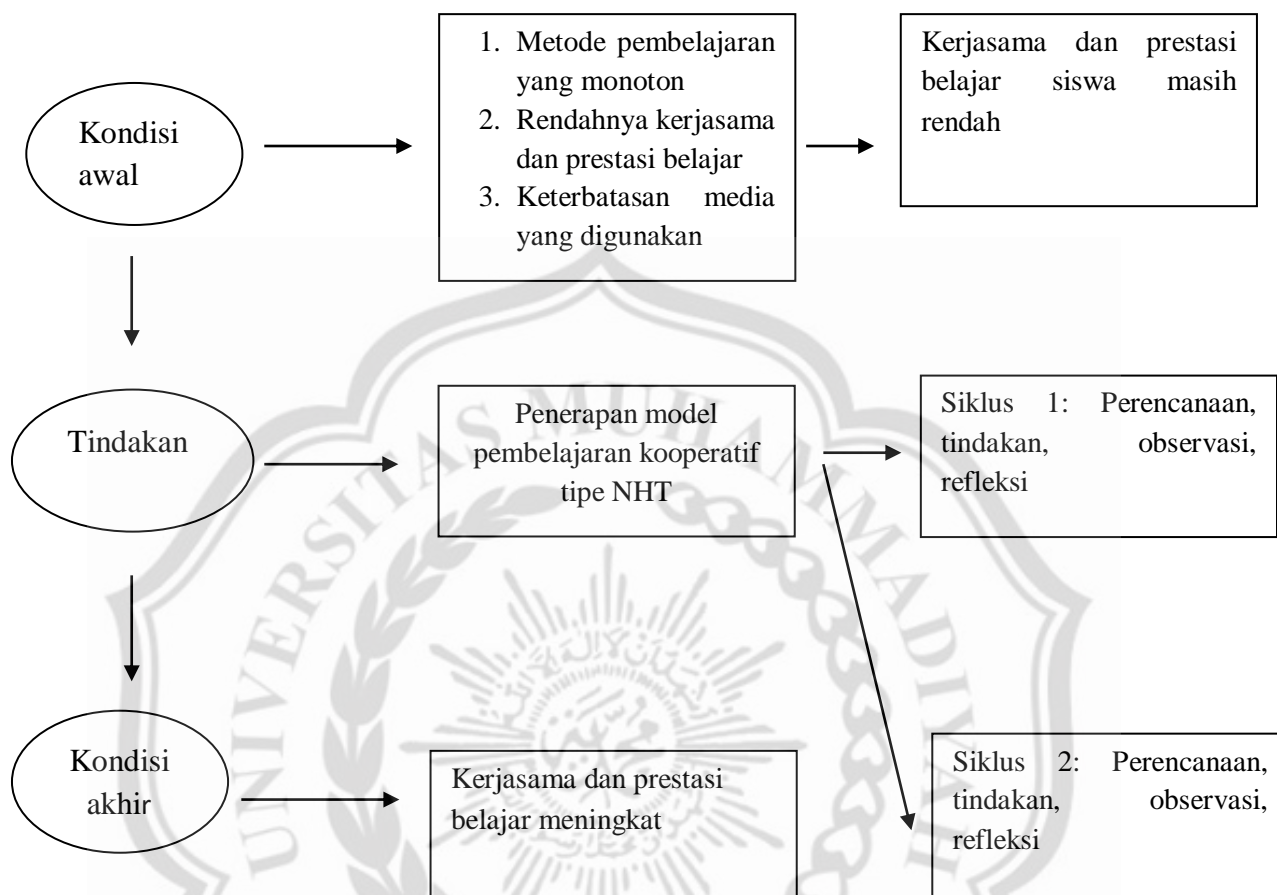 Kondisi
awal
1. Metode pembelajaran
yang monoton
2. Rendahnya kerjasama
dan prestasi belajar
3. Keterbatasan media
yang digunakan
Kerjasama dan prestasi
belajar siswa masih
rendah
Tindakan
Penerapan model
pembelajaran kooperatif
tipe NHT
Siklus 1: Perencanaan,
tindakan, observasi,
refleksi
Kondisi
akhir
Kerjasama dan prestasi
belajar meningkat
Siklus 2: Perencanaan,
tindakan, observasi,
refleksi
UNIVERSITAS MUHAMMADIYAH